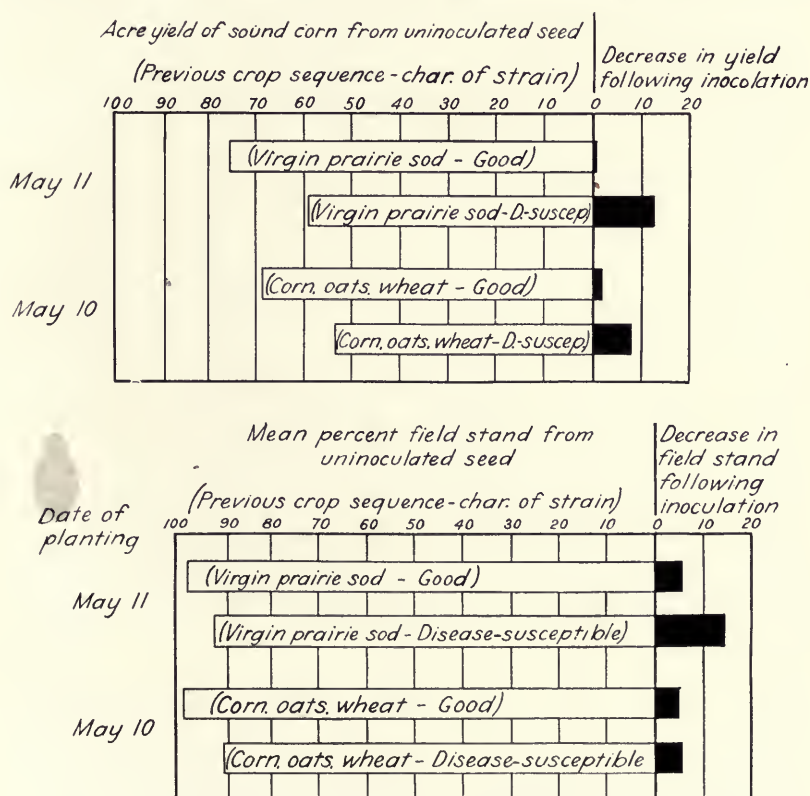 Acre yield of sound corn from uninoculated seed
(Previous crop sequence-char. of strain)
Decrease in yield
following inocolation
100 90 80 70 60 50 40 30 20 10 0 10 20
May 11
(Virgin prairie sod - Good)
(Virgin prairie sod-D.-suscep)
May 10
(Corn, oats, wheat - Good)
(Corn, oats, wheat-D.-suscep.)
Mean percent field stand from
uninoculated seed
(Previous crop sequence-char. of strain)
Decrease in
field stand
following
inoculation
Date of
planting
100 90 80 70 60 50 40 30 20 10 0 10 20
May 11
(Virgin prairie sod - Good)
(Virgin prairie sod - Disease-susceptible)
May 10
(Corn, oats, wheat - Good)
(Corn, oats, wheat - Disease-susceptible